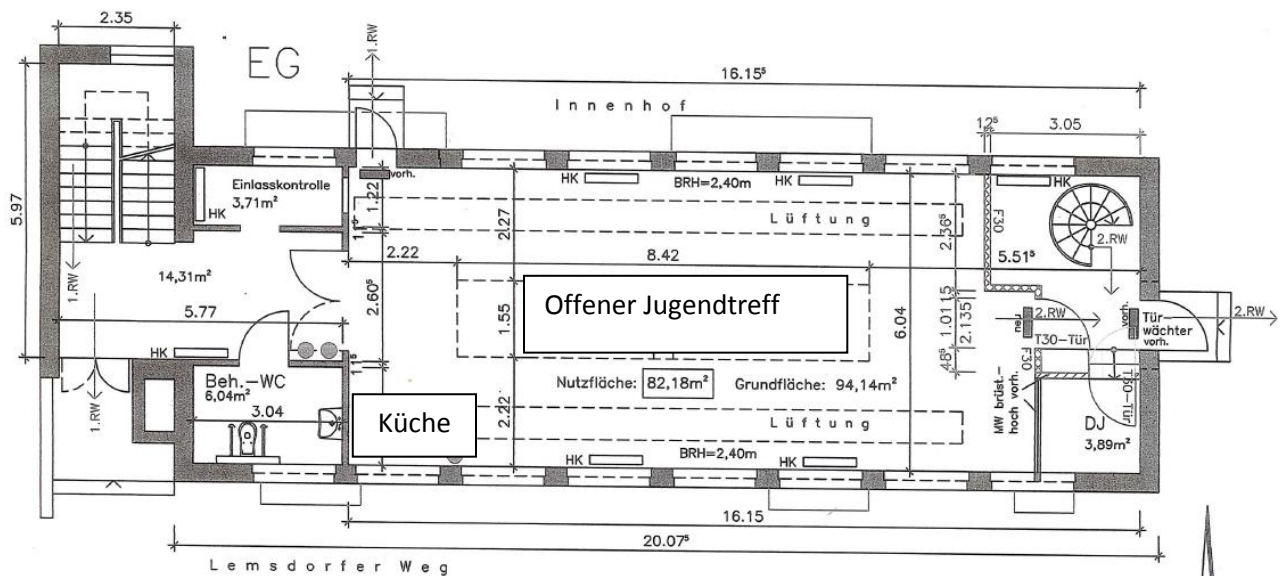 2.35
EG
1.RW
16.15⁵
Innenhof
12⁵
3.05
5.97
Einlasskontrolle
3,71m²
HK
vorh.
1.22
HK
BRH=2,40m
HK
HK
F30
Lüftung
2.27
2.36⁵
2.RW
1.RW
14,31m²
2.22
8.42
5.51⁵
5.77
2.60⁵
1.55
Offener Jugendtreff
6.04
1.01
15
2.135
neu
2.RW
T30-Tür
vorh.
Tür-
wächter
vorh.
2.RW
HK
11⁵
Nutzfläche: 82,18m²
Grundfläche: 94,14m²
48⁵
F30
1.RW
Beh.-WC
6,04m²
3.04
Küche
2.22
Lüftung
MW brüst.-
hoch vorh.
DJ
3,89m²
HK
BRH=2,40m
HK
16.15
20.07⁵
Lemsdorfer Weg